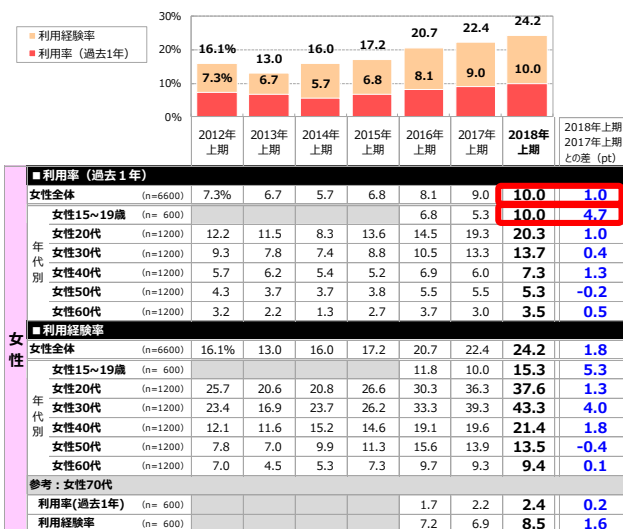 利用経験率
利用率（過去1年）
30%
20%
10%
0%
16.1% 13.0 16.0 17.2 20.7 22.4 24.2
7.3% 6.7 5.7 6.8 8.1 9.0 10.0
2012年上期 2013年上期 2014年上期 2015年上期 2016年上期 2017年上期 2018年上期 2018年上期2017年上期との差（pt）
女性
■利用率（過去１年）
女性全体 (n=6600) 7.3% 6.7 5.7 6.8 8.1 9.0 10.0 1.0
年代別
女性15~19歳 (n= 600) 6.8 5.3 10.0 4.7
女性20代 (n=1200) 12.2 11.5 8.3 13.6 14.5 19.3 20.3 1.0
女性30代 (n=1200) 9.3 7.8 7.4 8.8 10.5 13.3 13.7 0.4
女性40代 (n=1200) 5.7 6.2 5.4 5.2 6.9 6.0 7.3 1.3
女性50代 (n=1200) 4.3 3.7 3.7 3.8 5.5 5.5 5.3 -0.2
女性60代 (n=1200) 3.2 2.2 1.3 2.7 3.7 3.0 3.5 0.5
■利用経験率
女性全体 (n=6600) 16.1% 13.0 16.0 17.2 20.7 22.4 24.2 1.8
年代別
女性15~19歳 (n= 600) 11.8 10.0 15.3 5.3
女性20代 (n=1200) 25.7 20.6 20.8 26.6 30.3 36.3 37.6 1.3
女性30代 (n=1200) 23.4 16.9 23.7 26.2 33.3 39.3 43.3 4.0
女性40代 (n=1200) 12.1 11.6 15.2 14.6 19.1 19.6 21.4 1.8
女性50代 (n=1200) 7.8 7.0 9.9 11.3 15.6 13.9 13.5 -0.4
女性60代 (n=1200) 7.0 4.5 5.3 7.3 9.7 9.3 9.4 0.1
参考：女性70代
利用率(過去1年) (n= 600) 1.7 2.2 2.4 0.2
利用経験率 (n= 600) 7.2 6.9 8.5 1.6